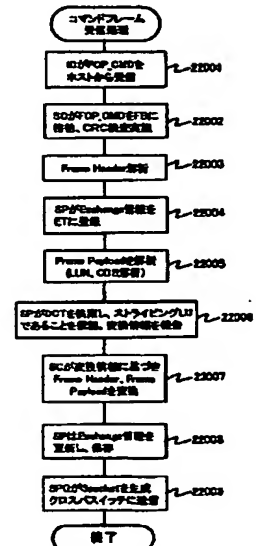 コマンドフレーム
受信処理
ICがFCP_CMDを
ホストから受信
22001
SCがFCP_CMDをFBに
格納、CRC検査実施
22002
Frame Header解析
22003
SPがExchange情報を
ETに登録
22004
Frame Payloadを解析
(LUN、CDB解析)
22005
SPがDCTを検索し、ストライピングLU
であることを認識、変換情報を報告
22006
SCが変換情報に基づき
Frame Header、Frame
Payloadを変換
22007
SPはExchange情報を
更新し、保存
22008
SPGがSpacketを生成
クロスバスイッチに送信
22009
終了